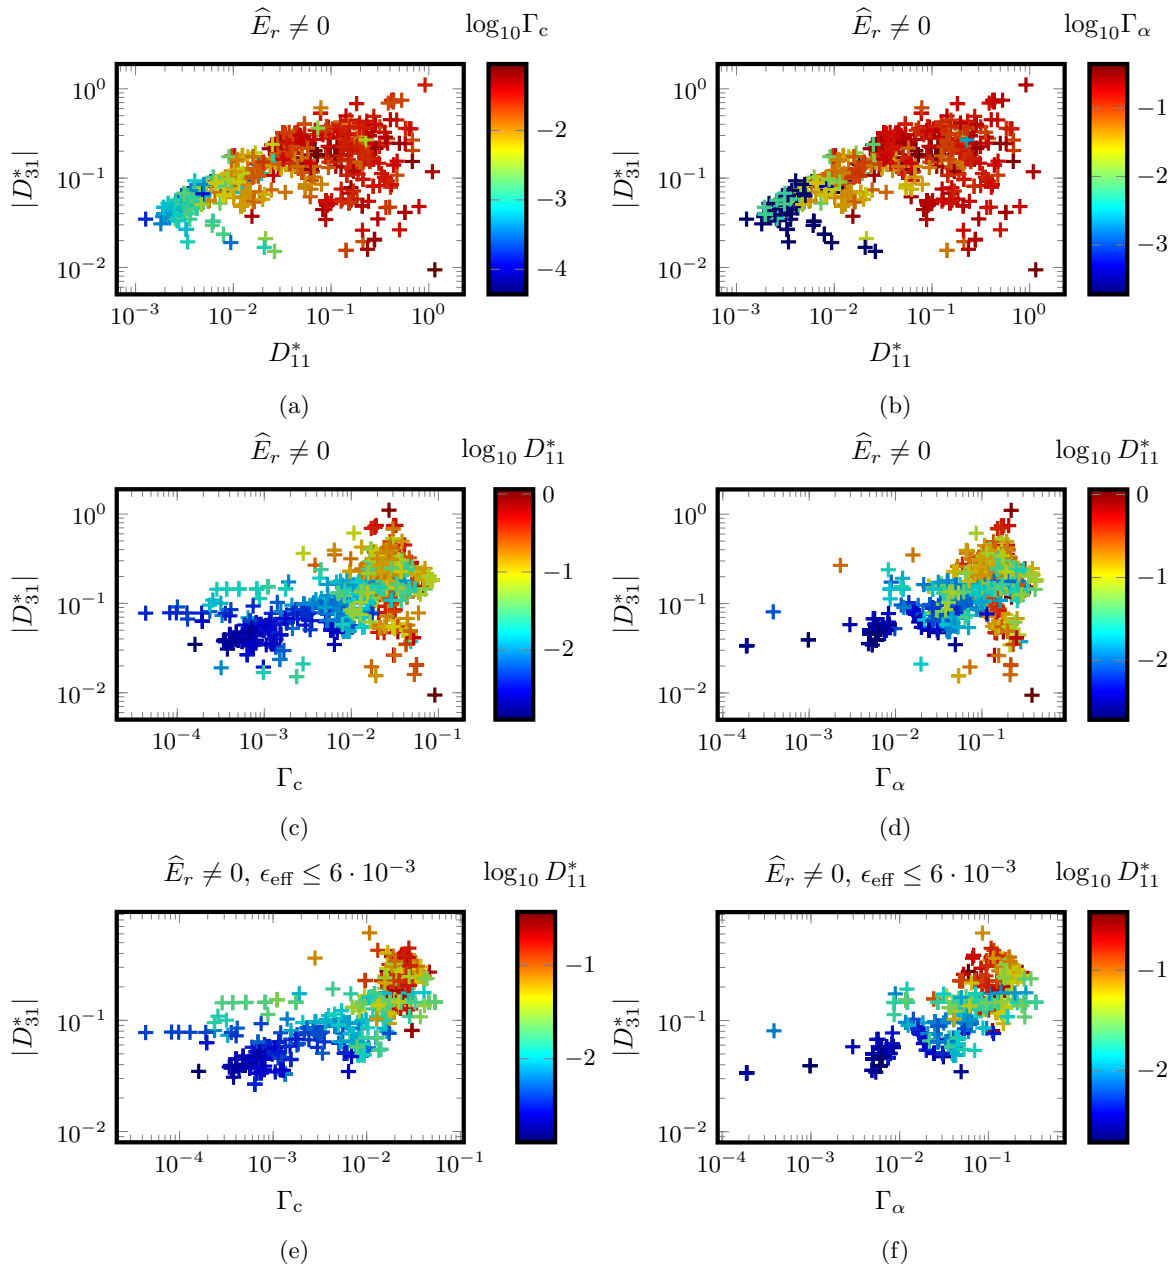 Ê_r ≠ 0
log₁₀Γ_c
|D*₃₁|
10⁰
10⁻¹
10⁻²
10⁻³ 10⁻² 10⁻¹ 10⁰
D*₁₁
−2
−3
−4
(a)
Ê_r ≠ 0
log₁₀Γ_α
|D*₃₁|
10⁰
10⁻¹
10⁻²
10⁻³ 10⁻² 10⁻¹ 10⁰
D*₁₁
−1
−2
−3
(b)
Ê_r ≠ 0
log₁₀ D*₁₁
|D*₃₁|
10⁰
10⁻¹
10⁻²
10⁻⁴ 10⁻³ 10⁻² 10⁻¹
Γ_c
0
−1
−2
(c)
Ê_r ≠ 0
log₁₀ D*₁₁
|D*₃₁|
10⁰
10⁻¹
10⁻²
10⁻⁴ 10⁻³ 10⁻² 10⁻¹
Γ_α
0
−1
−2
(d)
Ê_r ≠ 0, ϵ_eff ≤ 6 · 10⁻³
log₁₀ D*₁₁
|D*₃₁|
10⁻¹
10⁻²
10⁻⁴ 10⁻³ 10⁻² 10⁻¹
Γ_c
−1
−2
(e)
Ê_r ≠ 0, ϵ_eff ≤ 6 · 10⁻³
log₁₀ D*₁₁
|D*₃₁|
10⁻¹
10⁻²
10⁻⁴ 10⁻³ 10⁻² 10⁻¹
Γ_α
−1
−2
(f)